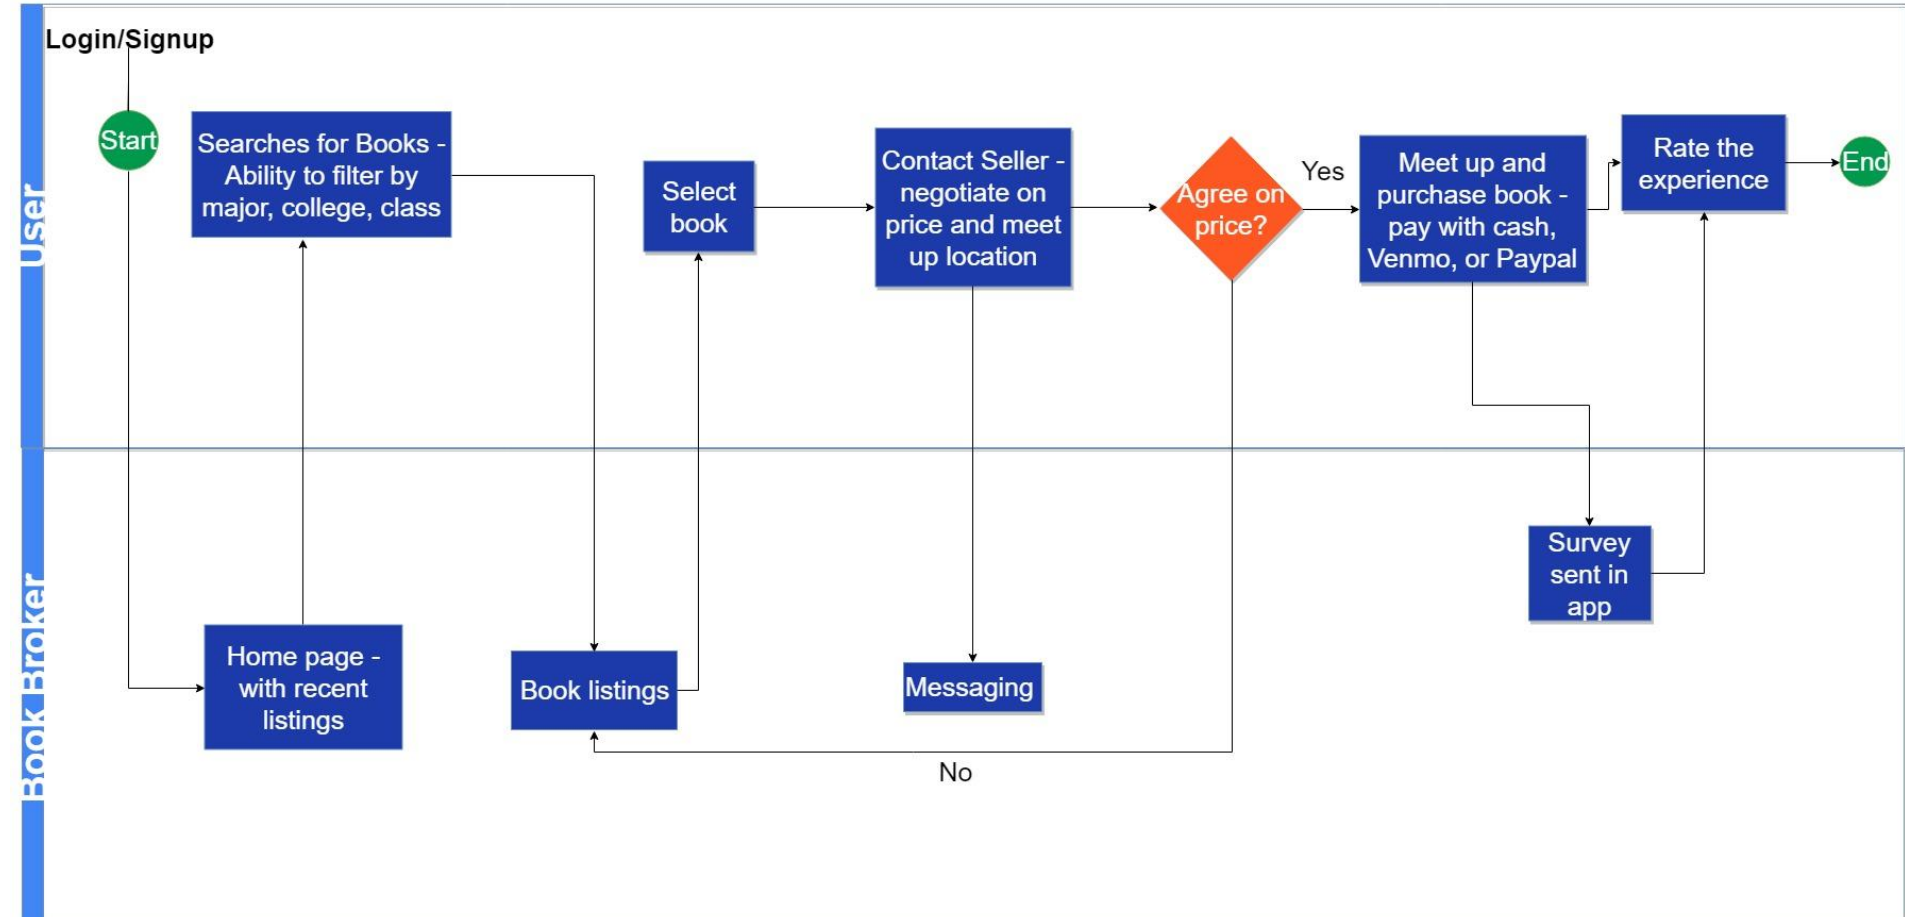 Login/Signup
User
Start
Searches for Books -
Ability to filter by
major, college, class
Select
book
Contact Seller -
negotiate on
price and meet
up location
Agree on
price?
Yes
Meet up and
purchase book -
pay with cash,
Venmo, or Paypal
Rate the
experience
End
Book Broker
Home page -
with recent
listings
Book listings
Messaging
No
Survey
sent in
app